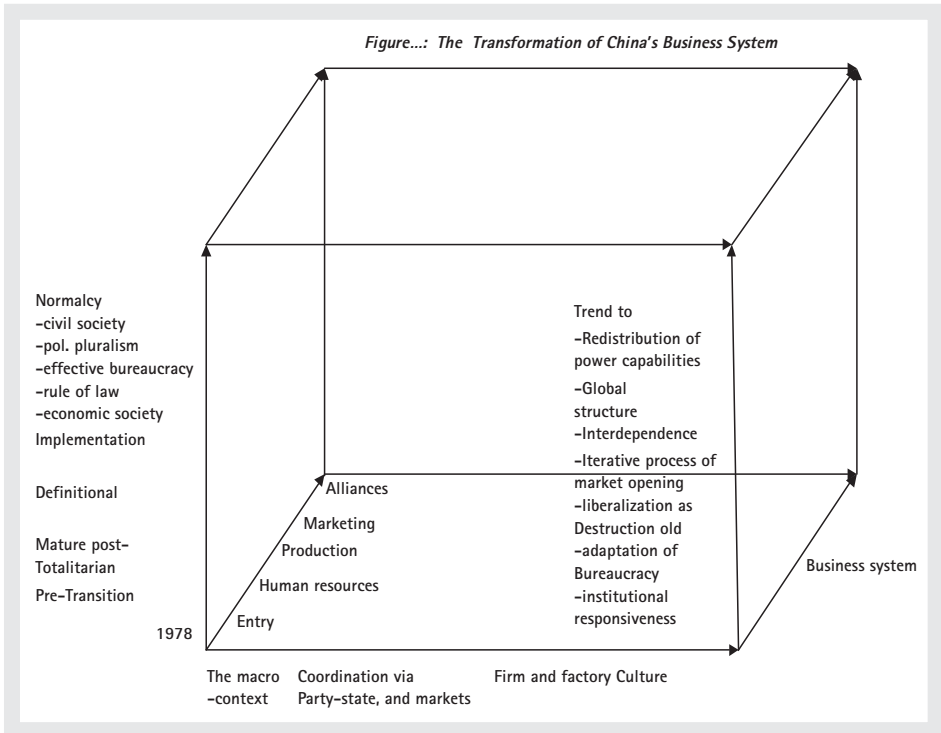 Figure...: The Transformation of China's Business System
Normalcy
-civil society
-pol. pluralism
-effective bureaucracy
-rule of law
-economic society
Implementation
Definitional
Mature post-
Totalitarian
Pre-Transition
1978
Trend to
-Redistribution of
power capabilities
-Global
structure
-Interdependence
-Iterative process of
market opening
-liberalization as
Destruction old
-adaptation of
Bureaucracy
-institutional
responsiveness
Alliances
Marketing
Production
Human resources
Entry
Business system
The macro
-context
Coordination via
Party-state, and markets
Firm and factory Culture